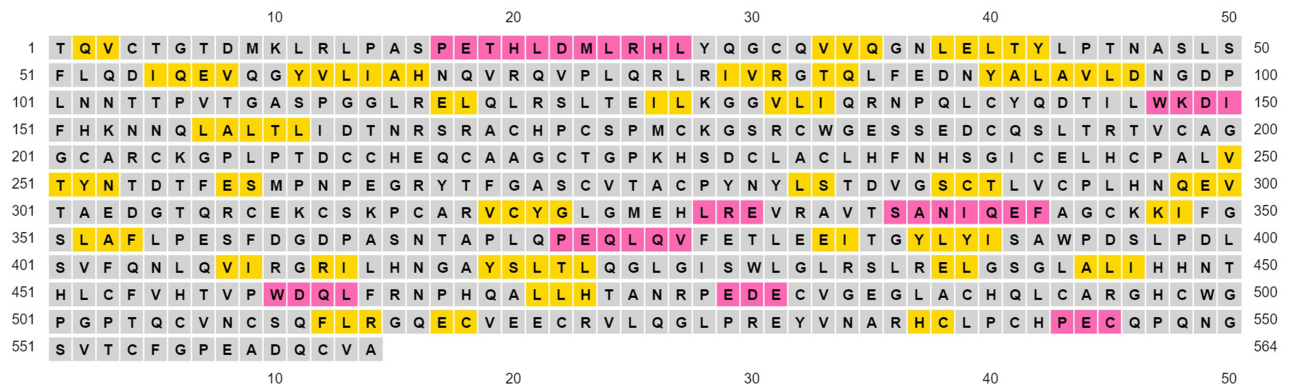 10 20 30 40 50
1 T Q V C T G T D M K L R L P A S P E T H L D M L R H L Y Q G C Q V V Q G N L E L T Y L P T N A S L S 50
51 F L Q D I Q E V Q G Y V L I A H N Q V R Q V P L Q R L R I V R G T Q L F E D N Y A L A V L D N G D P 100
101 L N N T T P V T G A S P G G L R E L Q L R S L T E I L K G G V L I Q R N P Q L C Y Q D T I L W K D I 150
151 F H K N N Q L A L T L I D T N R S R A C H P C S P M C K G S R C W G E S S E D C Q S L T R T V C A G 200
201 G C A R C K G P L P T D C C H E Q C A A G C T G P K H S D C L A C L H F N H S G I C E L H C P A L V 250
251 T Y N T D T F E S M P N P E G R Y T F G A S C V T A C P Y N Y L S T D V G S C T L V C P L H N Q E V 300
301 T A E D G T Q R C E K C S K P C A R V C Y G L G M E H L R E V R A V T S A N I Q E F A G C K K I F G 350
351 S L A F L P E S F D G D P A S N T A P L Q P E Q L Q V F E T L E E I T G Y L Y I S A W P D S L P D L 400
401 S V F Q N L Q V I R G R I L H N G A Y S L T L Q G L G I S W L G L R S L R E L G S G L A L I H H N T 450
451 H L C F V H T V P W D Q L F R N P H Q A L L H T A N R P E D E C V G E G L A C H Q L C A R G H C W G 500
501 P G P T Q C V N C S Q F L R G Q E C V E E C R V L Q G L P R E Y V N A R H C L P C H P E C Q P Q N G 550
551 S V T C F G P E A D Q C V A 564
10 20 30 40 50